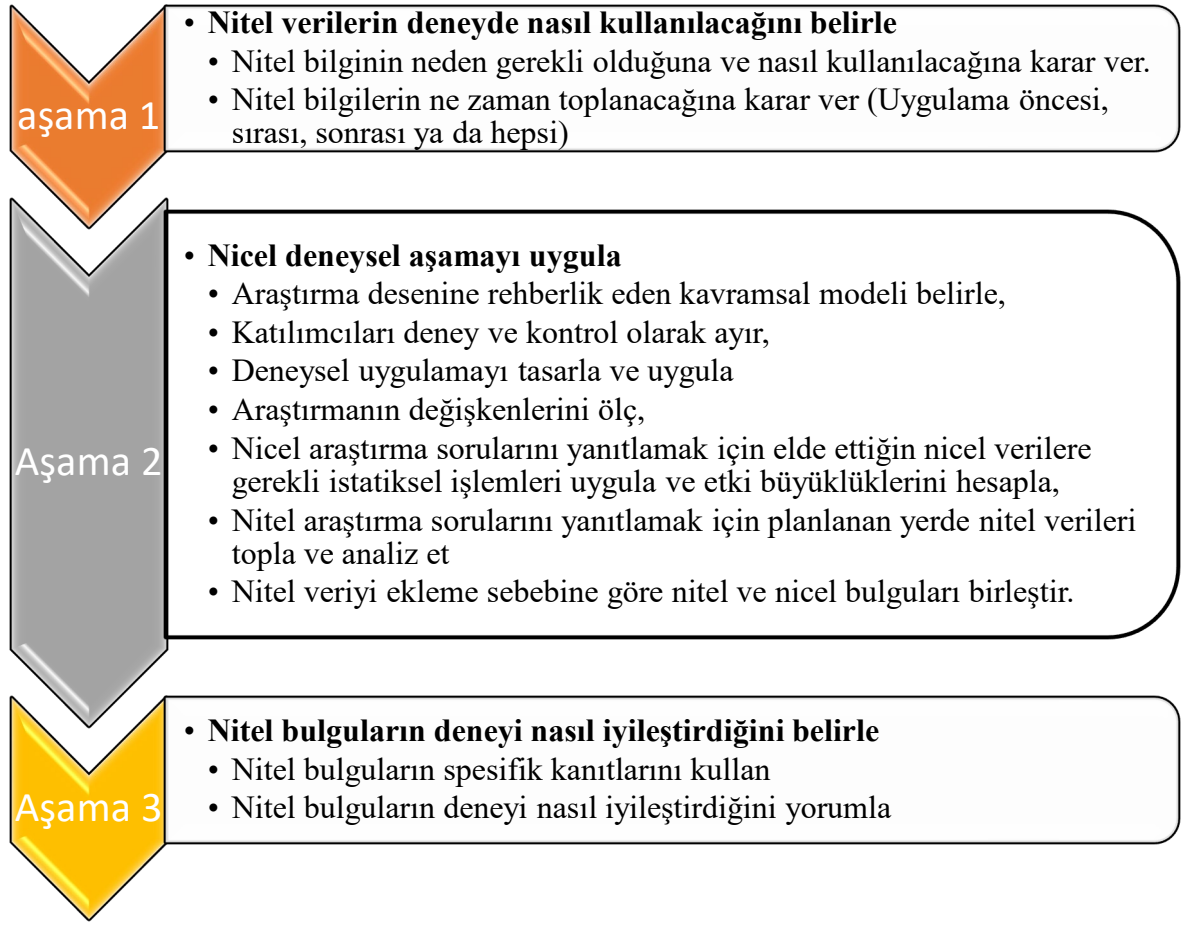 aşama 1
• Nitel verilerin deneyde nasıl kullanılacağını belirle
• Nitel bilginin neden gerekli olduğuna ve nasıl kullanılacağına karar ver.
• Nitel bilgilerin ne zaman toplanacağına karar ver (Uygulama öncesi,
sırası, sonrası ya da hepsi)
Aşama 2
• Nicel deneysel aşamayı uygula
• Araştırma desenine rehberlik eden kavramsal modeli belirle,
• Katılımcıları deney ve kontrol olarak ayır,
• Deneysel uygulamayı tasarla ve uygula
• Araştırmanın değişkenlerini ölç,
• Nicel araştırma sorularını yanıtlamak için elde ettiğin nicel verilere
gerekli istatiksel işlemleri uygula ve etki büyüklüklerini hesapla,
• Nitel araştırma sorularını yanıtlamak için planlanan yerde nitel verileri
topla ve analiz et
• Nitel veriyi ekleme sebebine göre nitel ve nicel bulguları birleştir.
Aşama 3
• Nitel bulguların deneyi nasıl iyileştirdiğini belirle
• Nitel bulguların spesifik kanıtlarını kullan
• Nitel bulguların deneyi nasıl iyileştirdiğini yorumla